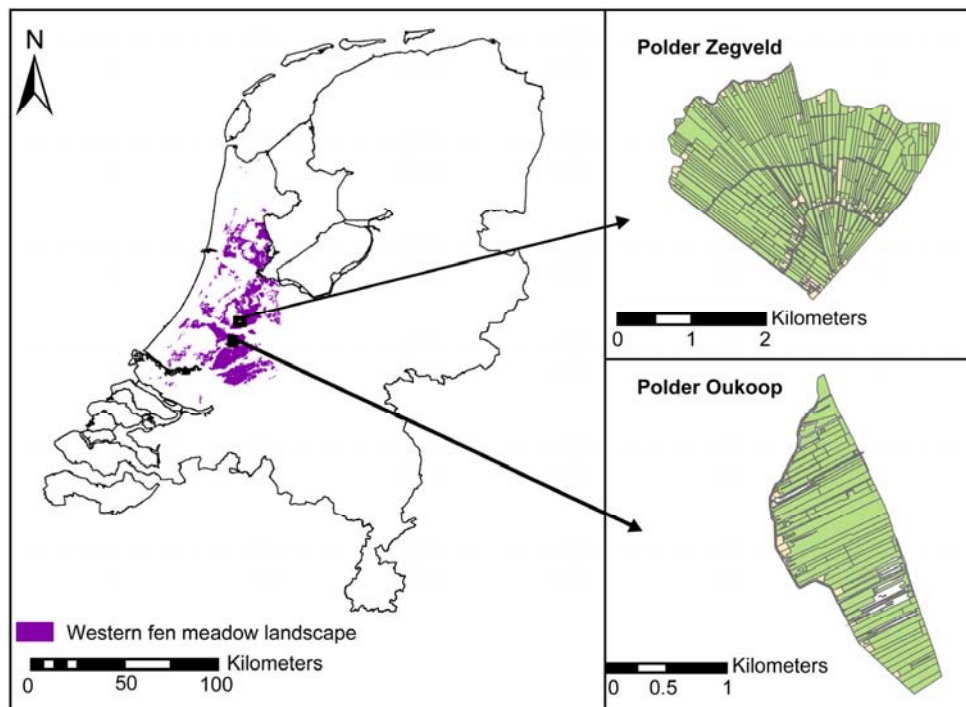 N
Western fen meadow landscape
Kilometers
0 50 100
Polder Zegveld
Kilometers
0 1 2
Polder Oukoop
Kilometers
0 0.5 1